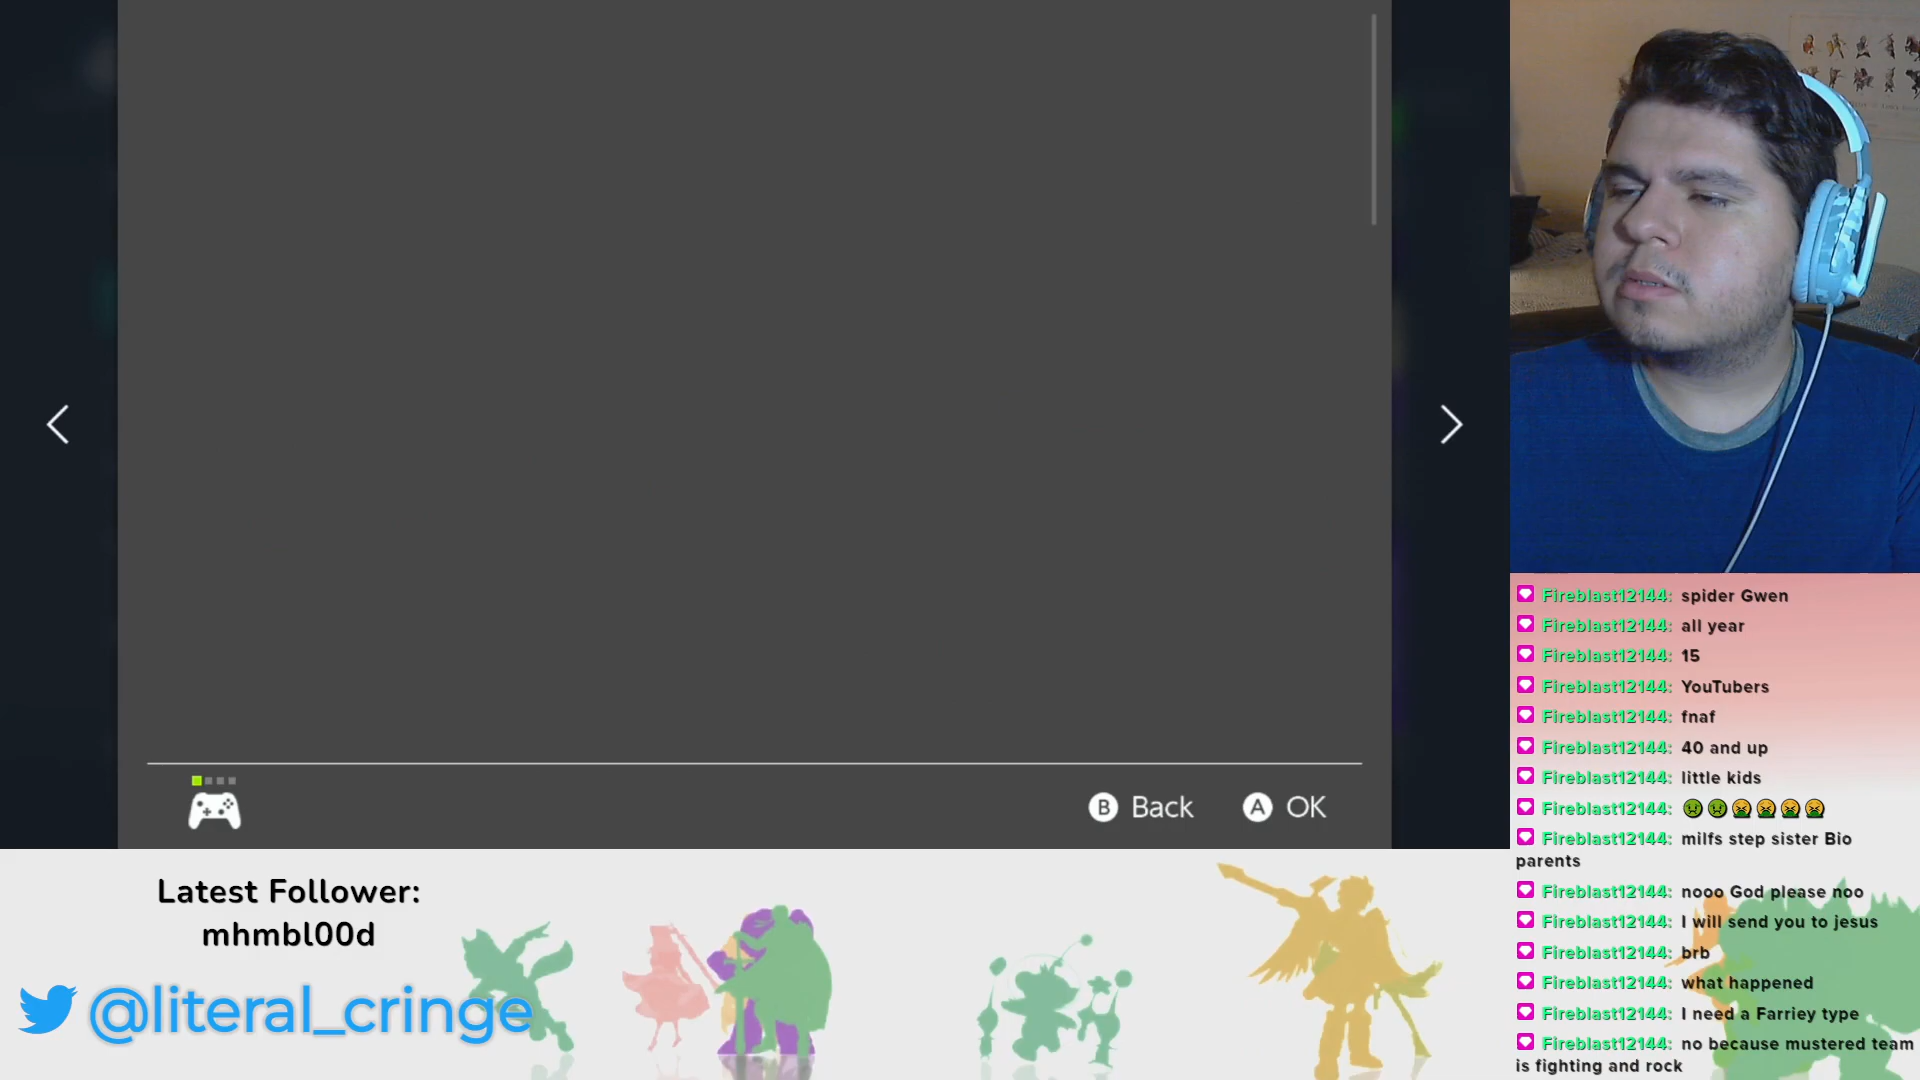 B Back A OK
Fireblast12144: spider Gwen
Fireblast12144: all year
Fireblast12144: 15
Fireblast12144: YouTubers
Fireblast12144: fnaf
Fireblast12144: 40 and up
Fireblast12144: little kids
Fireblast12144: 🤢🤢🤮🤮🤮🤮
Fireblast12144: milfs step sister Bio
parents
Fireblast12144: nooo God please noo
Fireblast12144: I will send you to jesus
Fireblast12144: brb
Fireblast12144: what happened
Fireblast12144: I need a Farriey type
Fireblast12144: no because mustered team
is fighting and rock
Latest Follower:
mhmbl00d
@literal_cringe